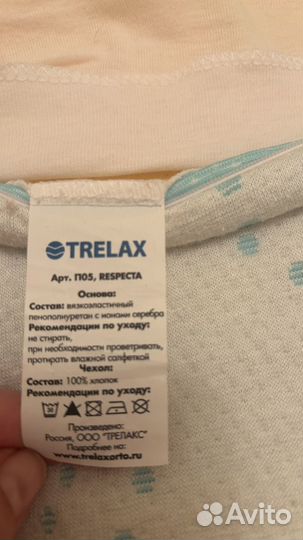 TRELAX
Арт. П05, RESPECTA
Основа:
Состав: вязкоэластичный
пенополиуретан с ионами серебра
Рекомендации по уходу:
не стирать,
при необходимости проветривать,
протирать влажной салфеткой
Чехол:
Состав: 100% хлопок
Рекомендации по уходу:
30
Произведено:
Россия, ООО "ТРЕЛАКС"
Подробнее на:
www.trelaxorto.ru
Avito